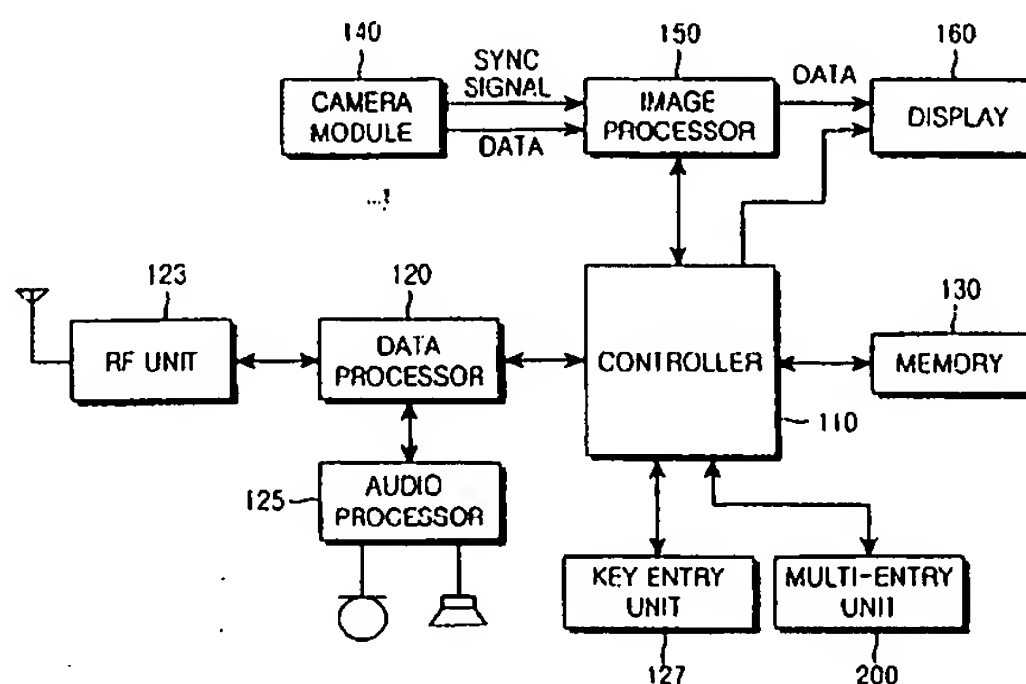 140
150
160
SYNC
SIGNAL
DATA
CAMERA
MODULE
DATA
IMAGE
PROCESSOR
DISPLAY
123
120
130
RF UNIT
DATA
PROCESSOR
CONTROLLER
MEMORY
110
125
AUDIO
PROCESSOR
KEY ENTRY
UNIT
MULTI-ENTRY
UNIT
127
200